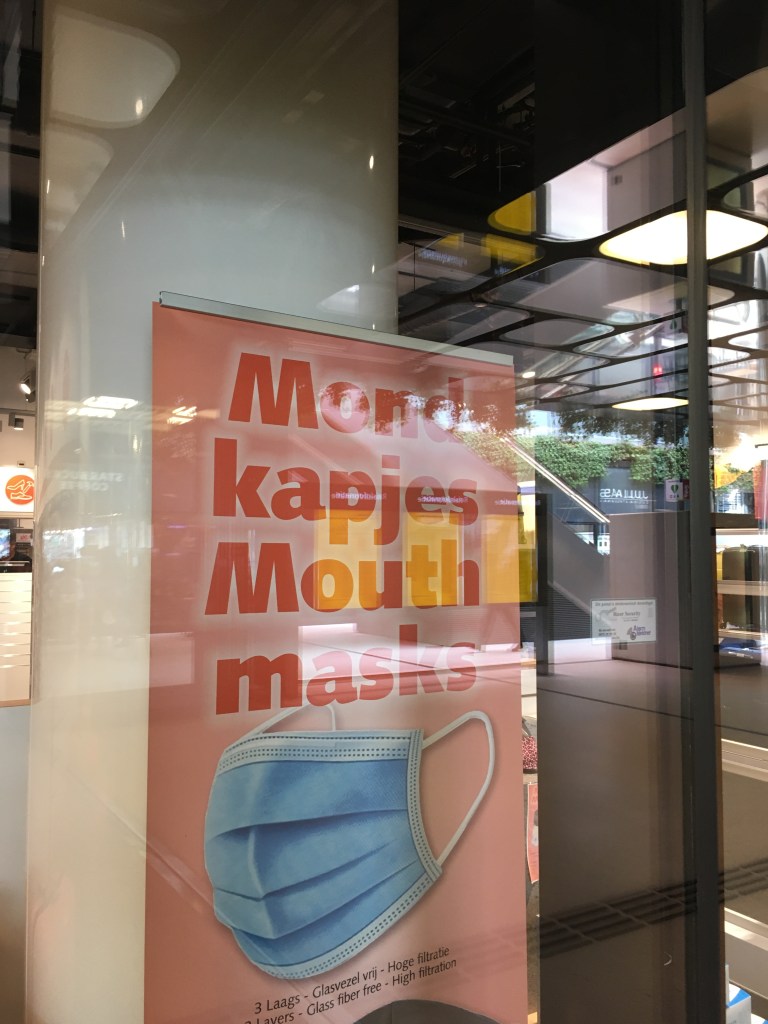 Mond
kapjes
Mouth
masks
3 Laags - Glasvezel vrij - Hoge filtratie
Layers - Glass fiber free - High filtration